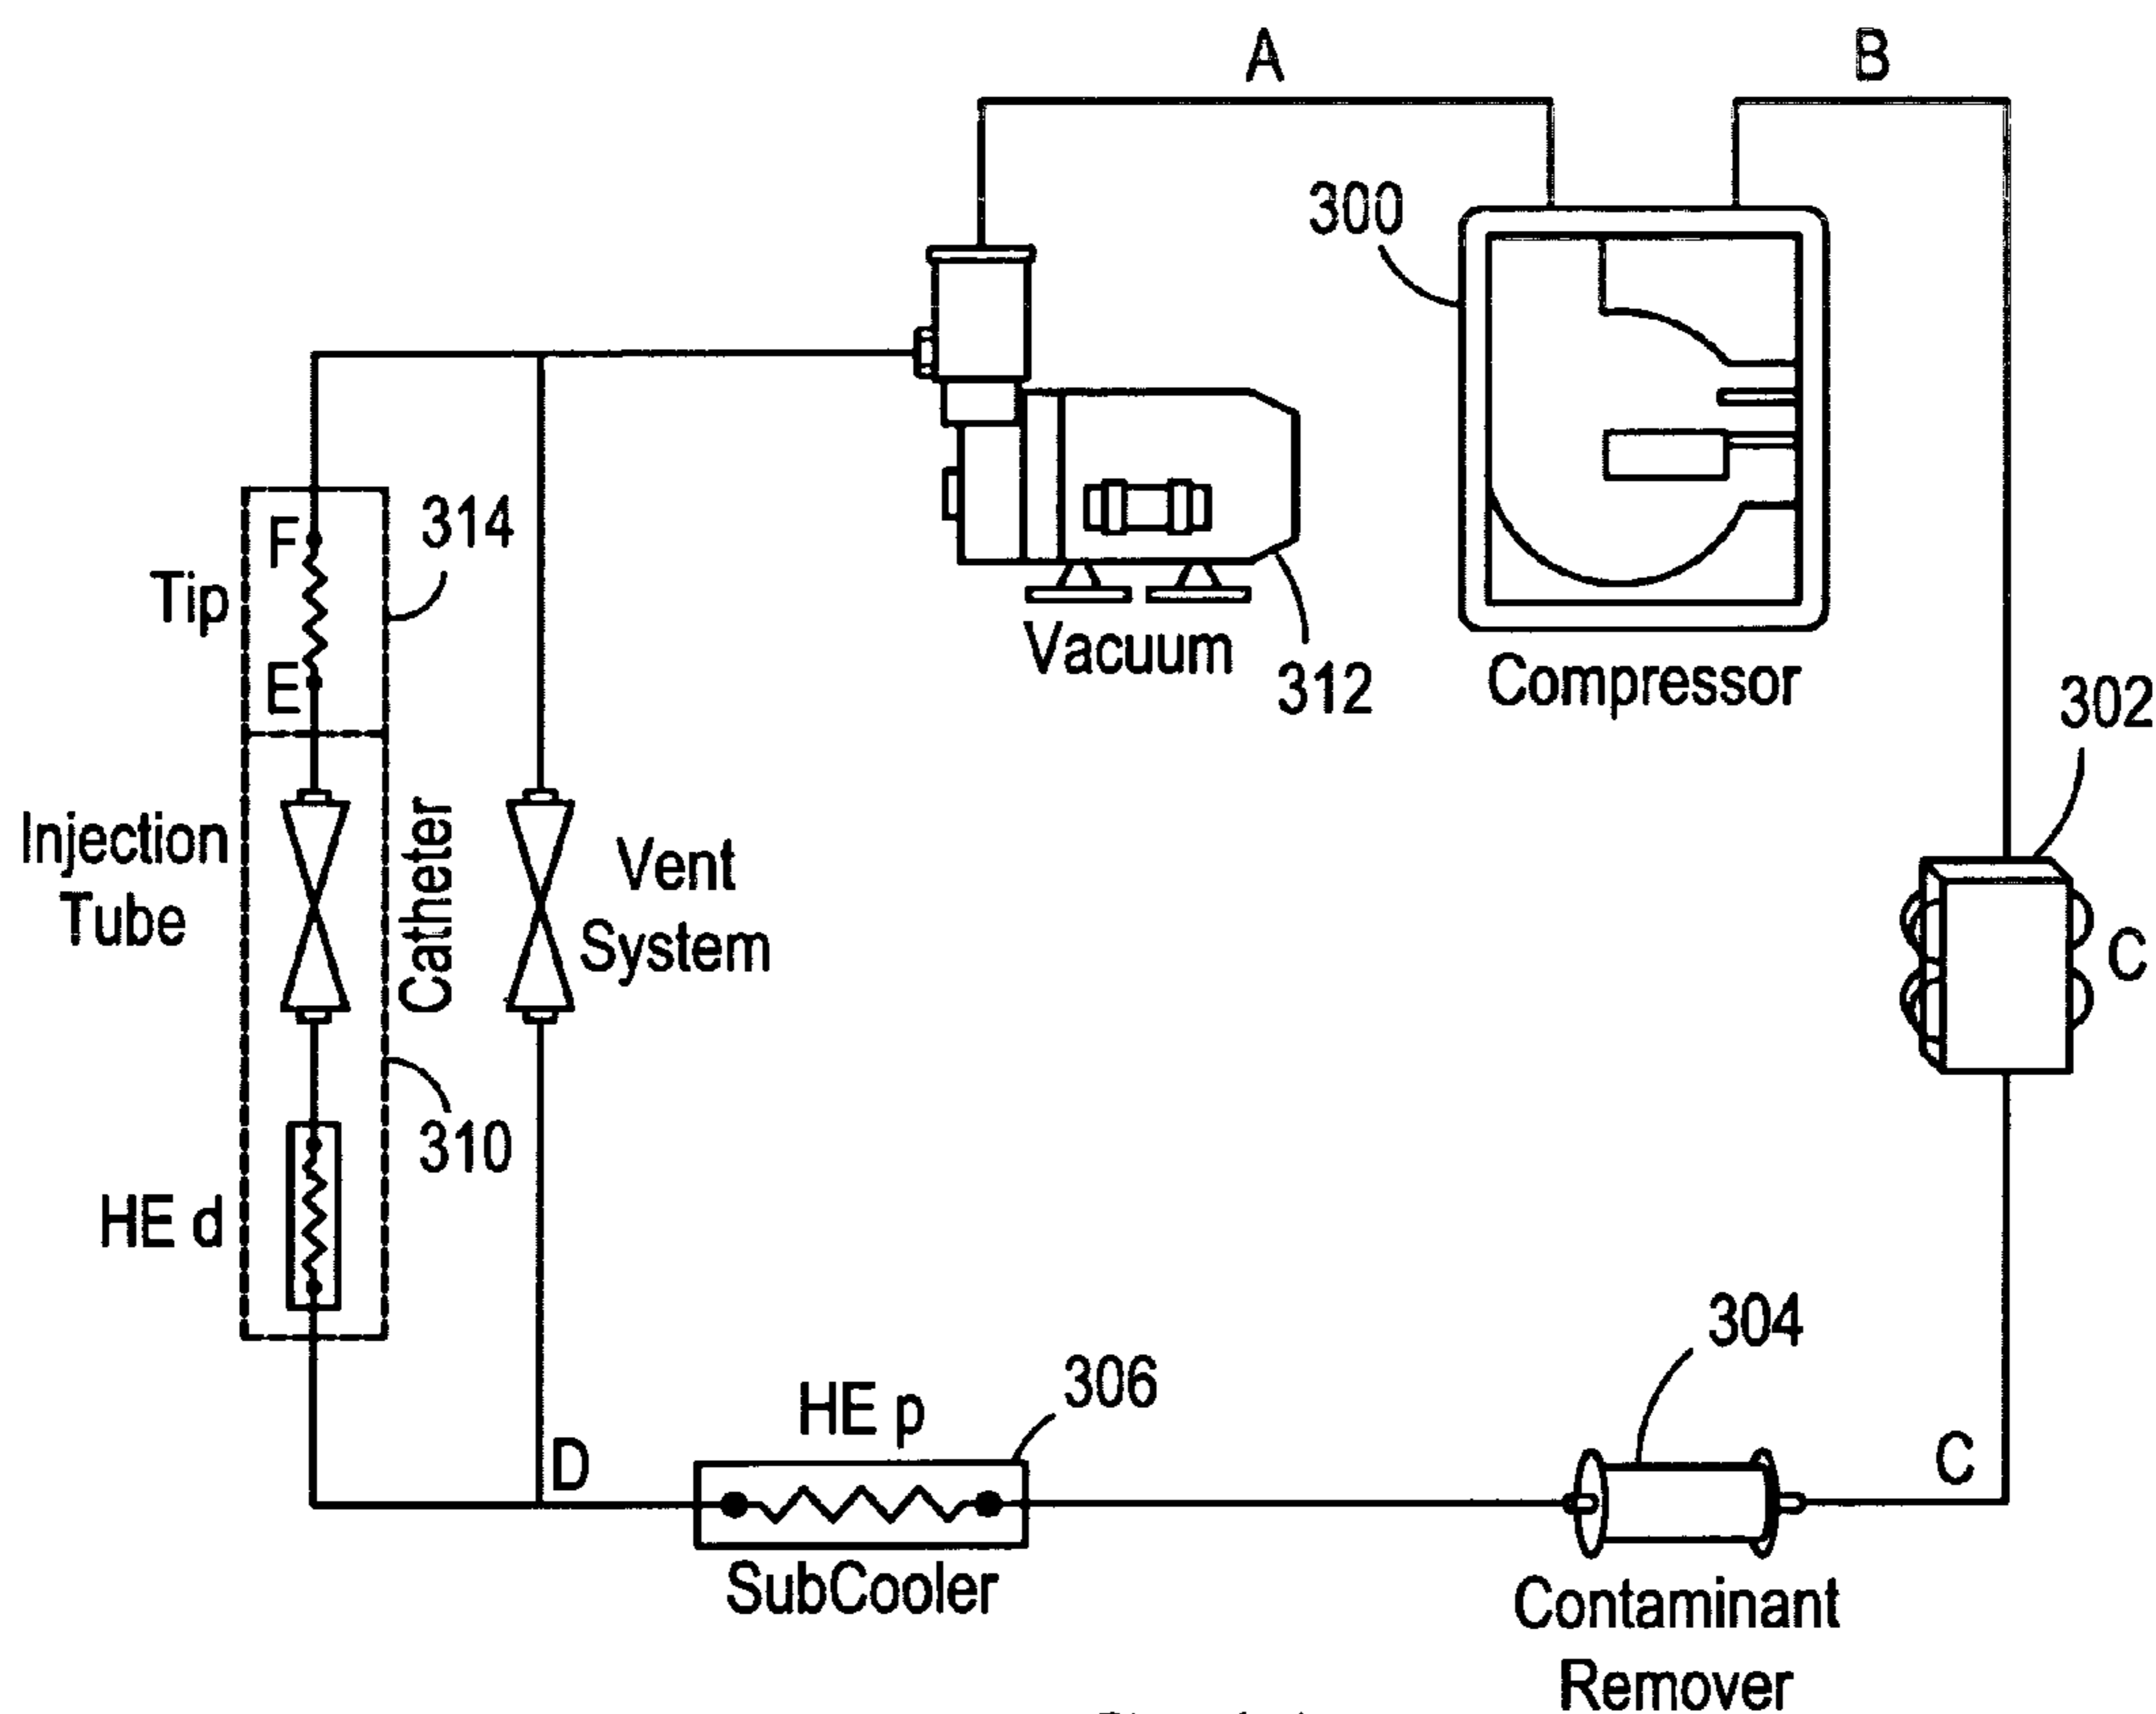 A
B
300
F
314
Tip
E
Vacuum
312
Compressor
302
Injection
Tube
Catheter
Vent
System
C
310
HE d
304
HE p
306
D
C
SubCooler
Contaminant
Remover